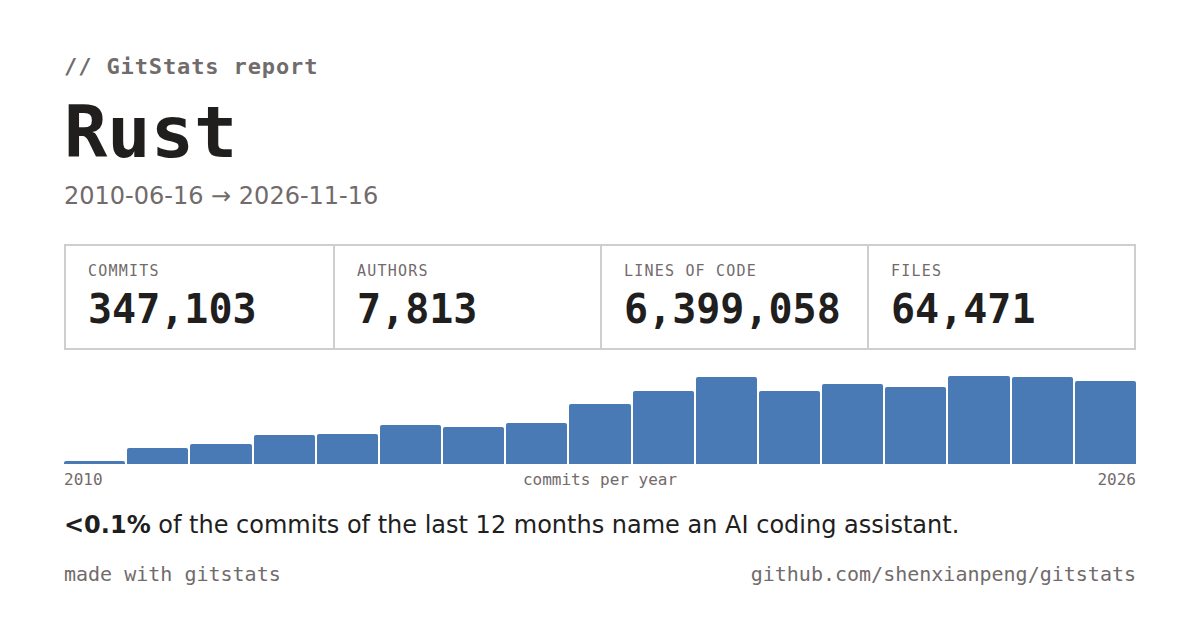 // GitStats report
Rust
2010-06-16 → 2026-11-16
COMMITS AUTHORS LINES OF CODE FILES
347,103 7,813 6,399,058 64,471
2010 commits per year 2026
<0.1% of the commits of the last 12 months name an AI coding assistant.
made with gitstats github.com/shenxianpeng/gitstats